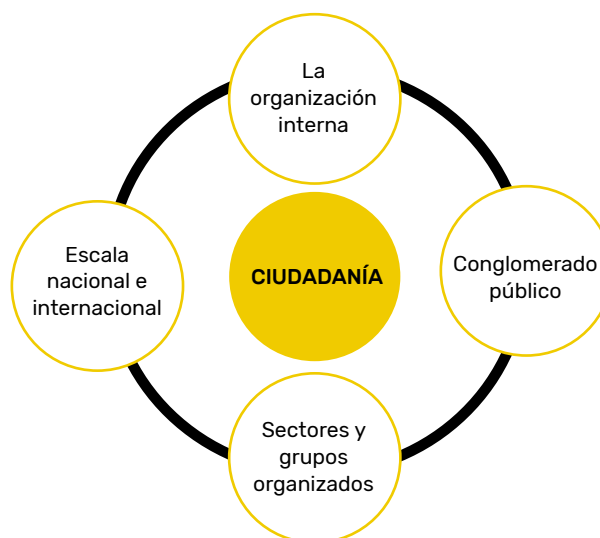 La
organización
interna
Escala
nacional e
internacional
CIUDADANÍA
Conglomerado
público
Sectores y
grupos
organizados